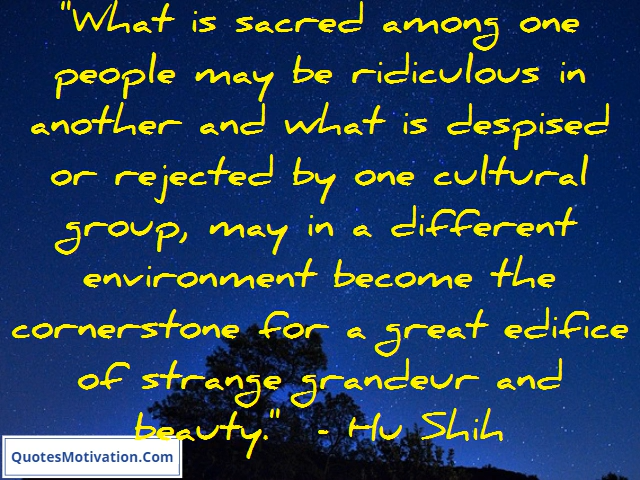 "What is sacred among one
people may be ridiculous in
another and what is despised
or rejected by one cultural
group, may in a different
environment become the
cornerstone for a great edifice
of strange grandeur and
beauty." - Hu Shih
QuotesMotivation.Com